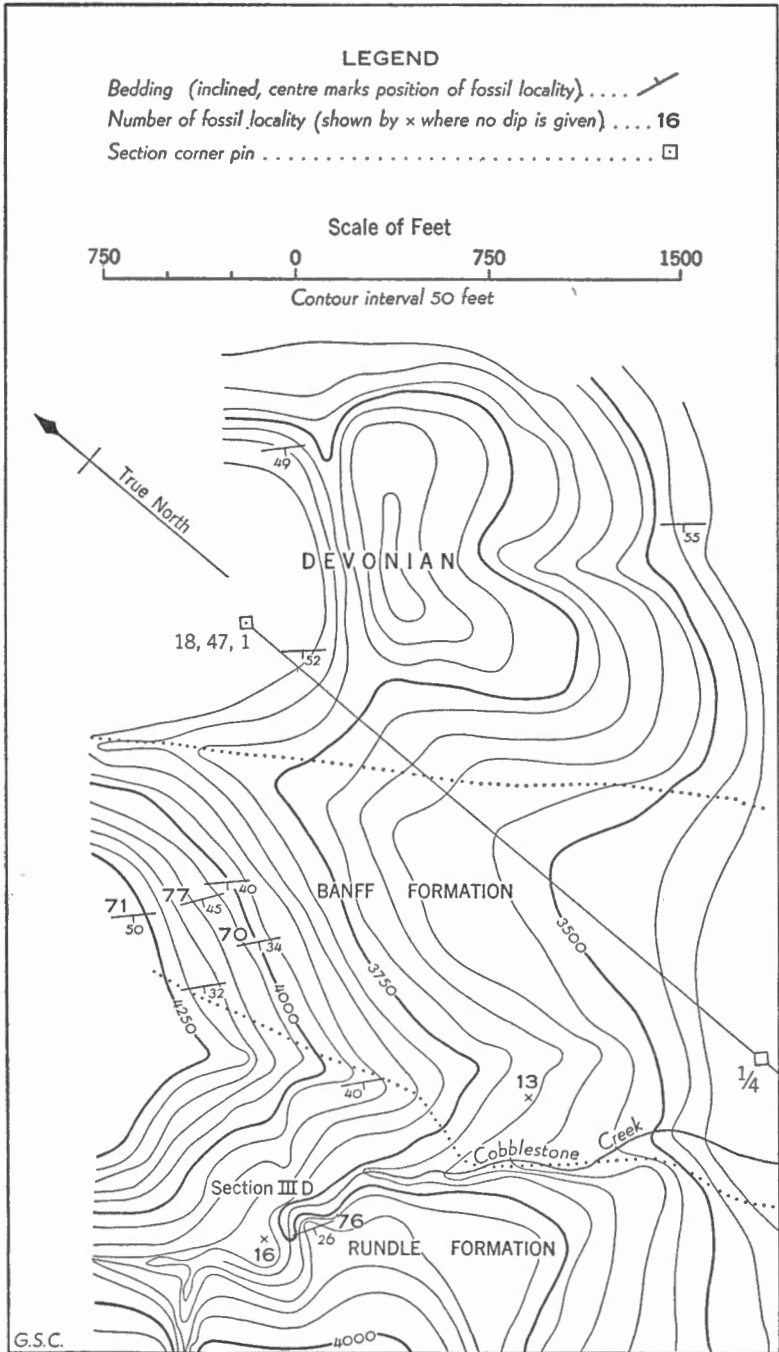 LEGEND
Bedding (inclined, centre marks position of fossil locality) .....
Number of fossil locality (shown by × where no dip is given) .... 16
Section corner pin ................................
Scale of Feet
750 0 750 1500
Contour interval 50 feet
True North
49
DEVONIAN
55
18, 47, 1
52
40
77
45
BANFF FORMATION
71
50
70
34
3500
3750
32
4000
4250
40
13
1/4
Cobblestone Creek
Section III D
76
26
16
RUNDLE FORMATION
4000
G.S.C.